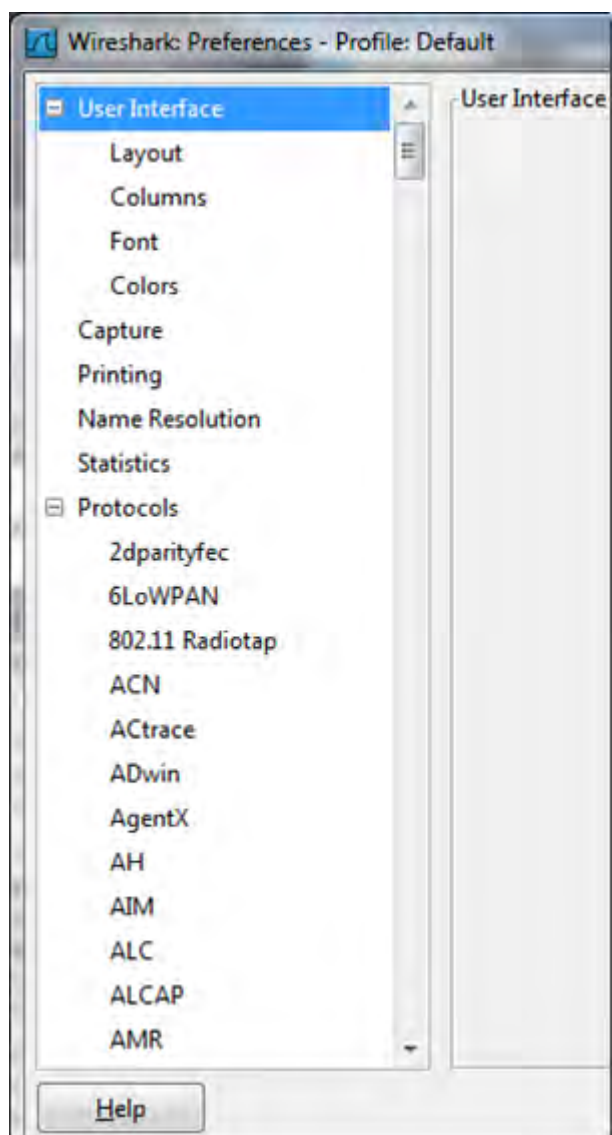 Wireshark: Preferences - Profile: Default
User Interface
User Interface
Layout
Columns
Font
Colors
Capture
Printing
Name Resolution
Statistics
Protocols
2dparityfec
6LoWPAN
802.11 Radiotap
ACN
ACtrace
ADwin
AgentX
AH
AIM
ALC
ALCAP
AMR
Help